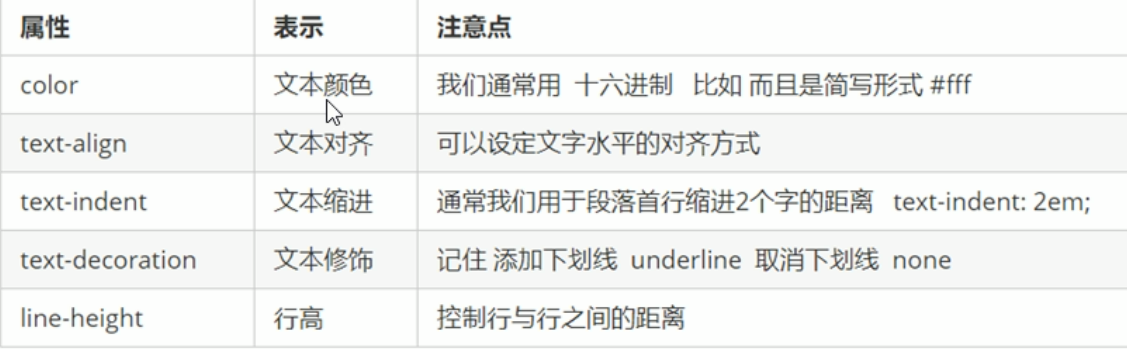 属性 表示 注意点
color 文本颜色 我们通常用 十六进制 比如 而且是简写形式 #fff
text-align 文本对齐 可以设定文字水平的对齐方式
text-indent 文本缩进 通常我们用于段落首行缩进2个字的距离 text-indent: 2em;
text-decoration 文本修饰 记住 添加下划线 underline 取消下划线 none
line-height 行高 控制行与行之间的距离